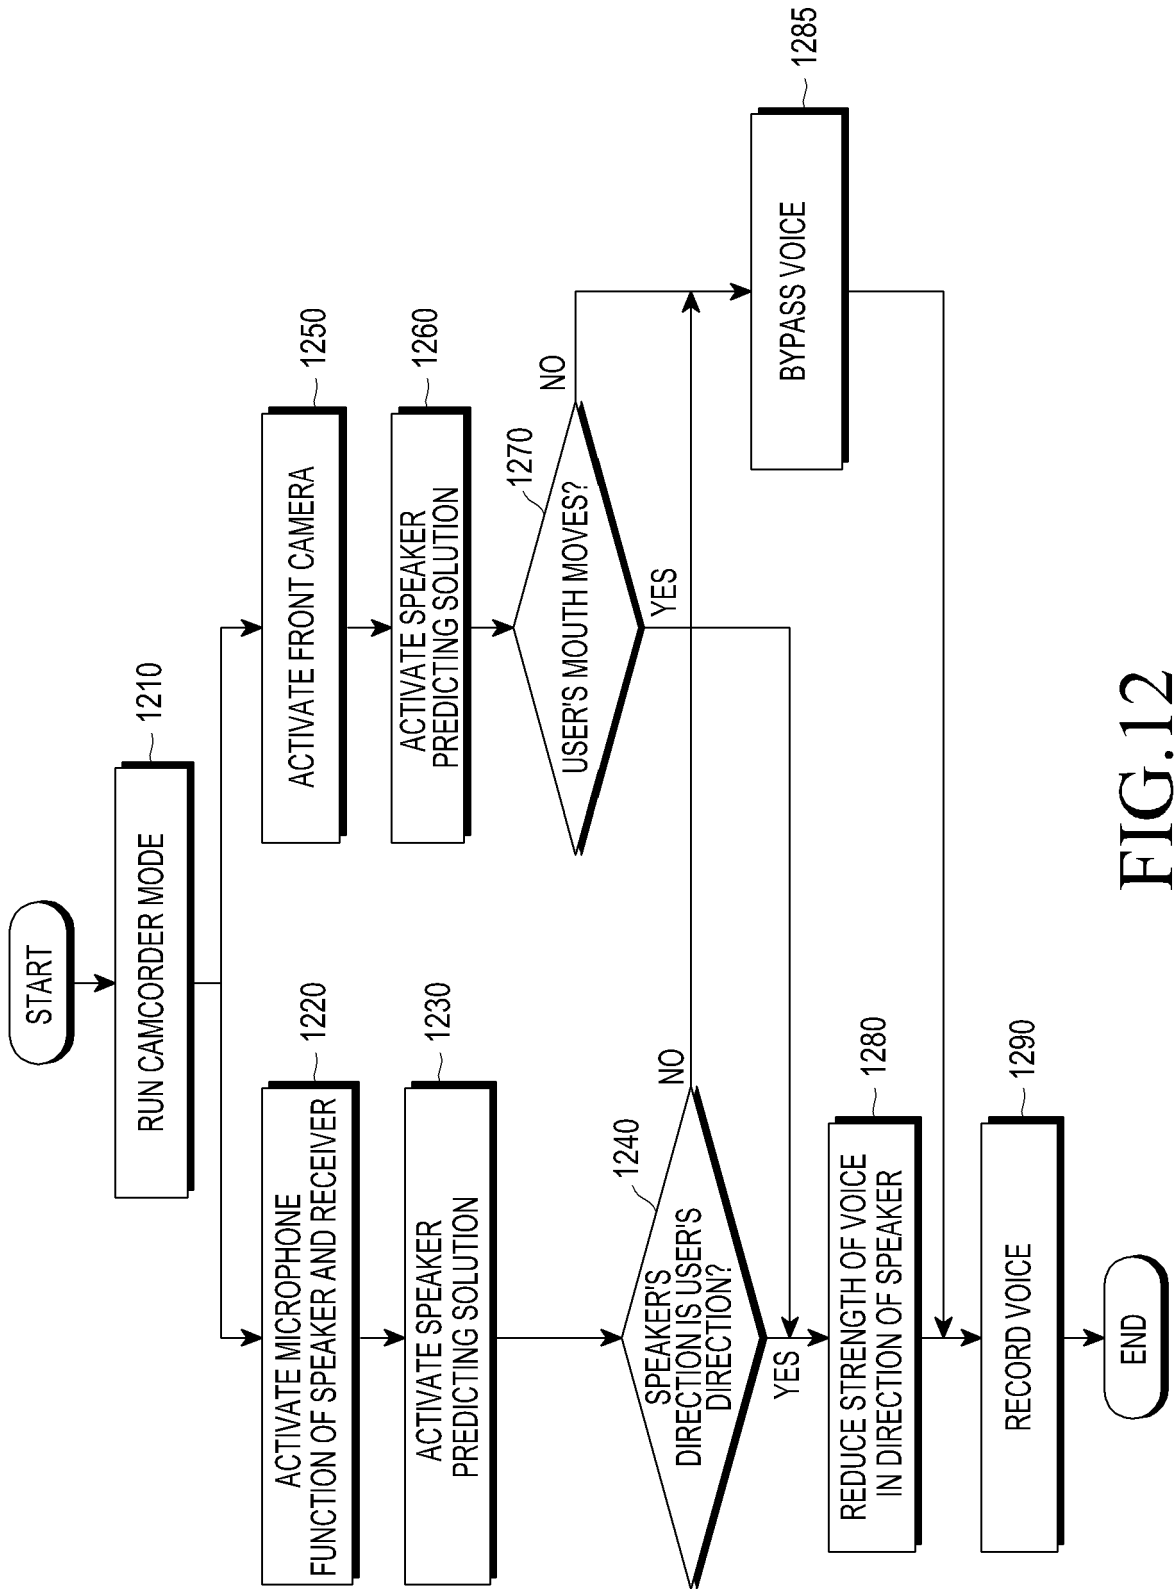 START
RUN CAMCORDER MODE
1210
ACTIVATE MICROPHONE
FUNCTION OF SPEAKER AND RECEIVER
1220
ACTIVATE SPEAKER
PREDICTING SOLUTION
1230
SPEAKER'S
DIRECTION IS USER'S
DIRECTION?
1240
NO
YES
ACTIVATE FRONT CAMERA
1250
ACTIVATE SPEAKER
PREDICTING SOLUTION
1260
USER'S MOUTH MOVES?
1270
NO
YES
REDUCE STRENGTH OF VOICE
IN DIRECTION OF SPEAKER
1280
BYPASS VOICE
1285
RECORD VOICE
1290
END
FIG.12